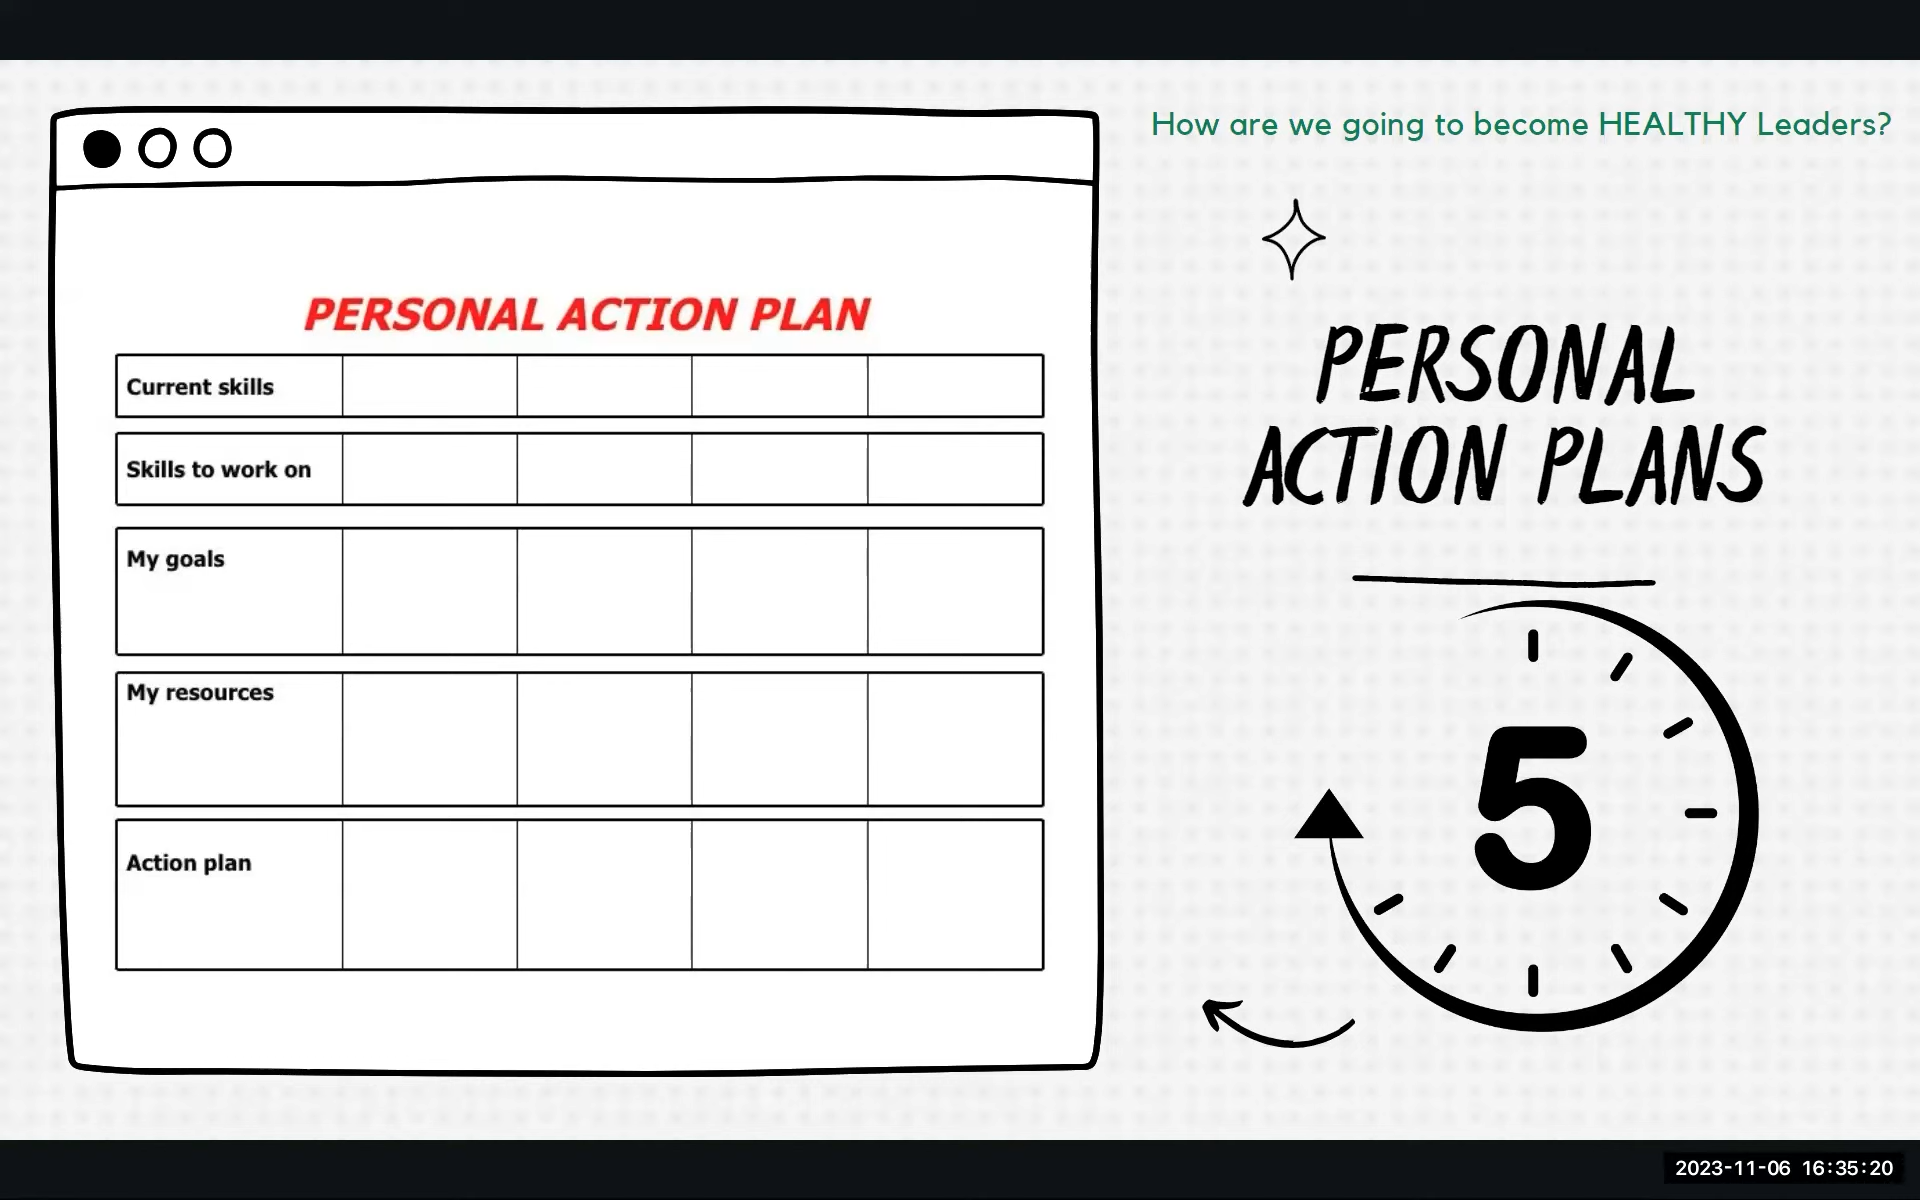 How are we going to become HEALTHY Leaders?
PERSONAL ACTION PLAN
Current skills
Skills to work on
My goals
My resources
Action plan
PERSONAL
ACTION PLANS
5
2023-11-06 16:35:20